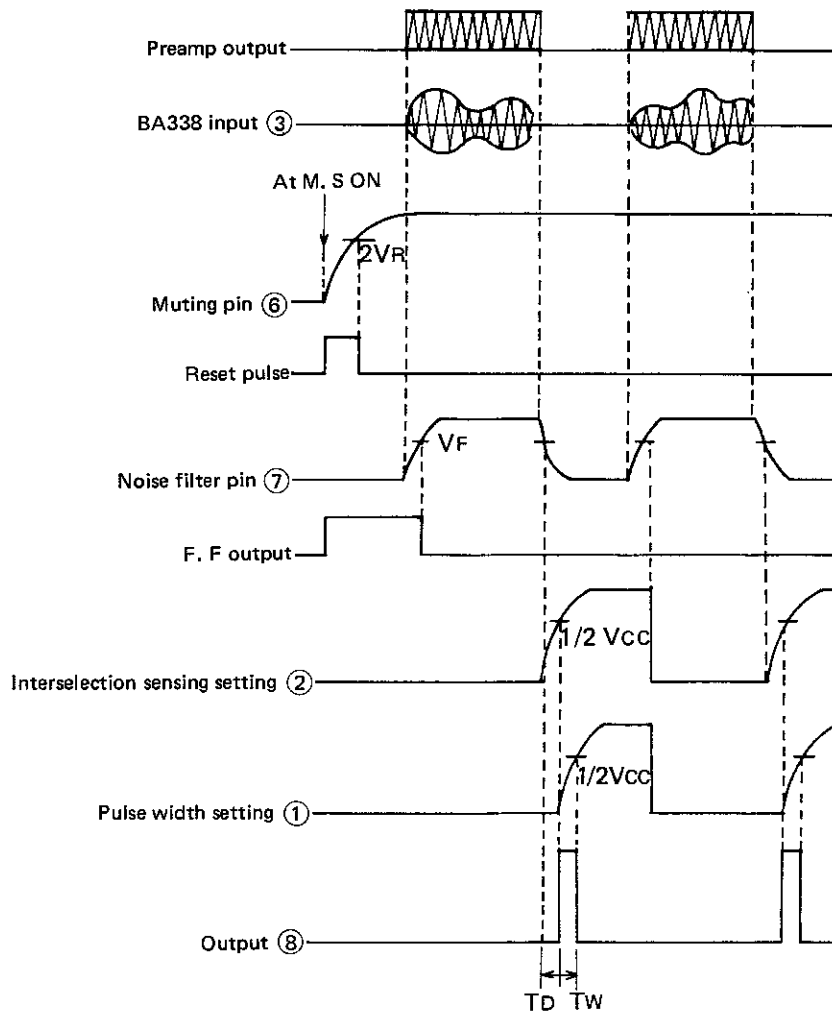 Preamp output
BA338 input ③
At M. S ON
2VR
Muting pin ⑥
Reset pulse
VF
Noise filter pin ⑦
F. F output
1/2 VCC
Interselection sensing setting ②
1/2VCC
Pulse width setting ①
Output ⑧
TD TW